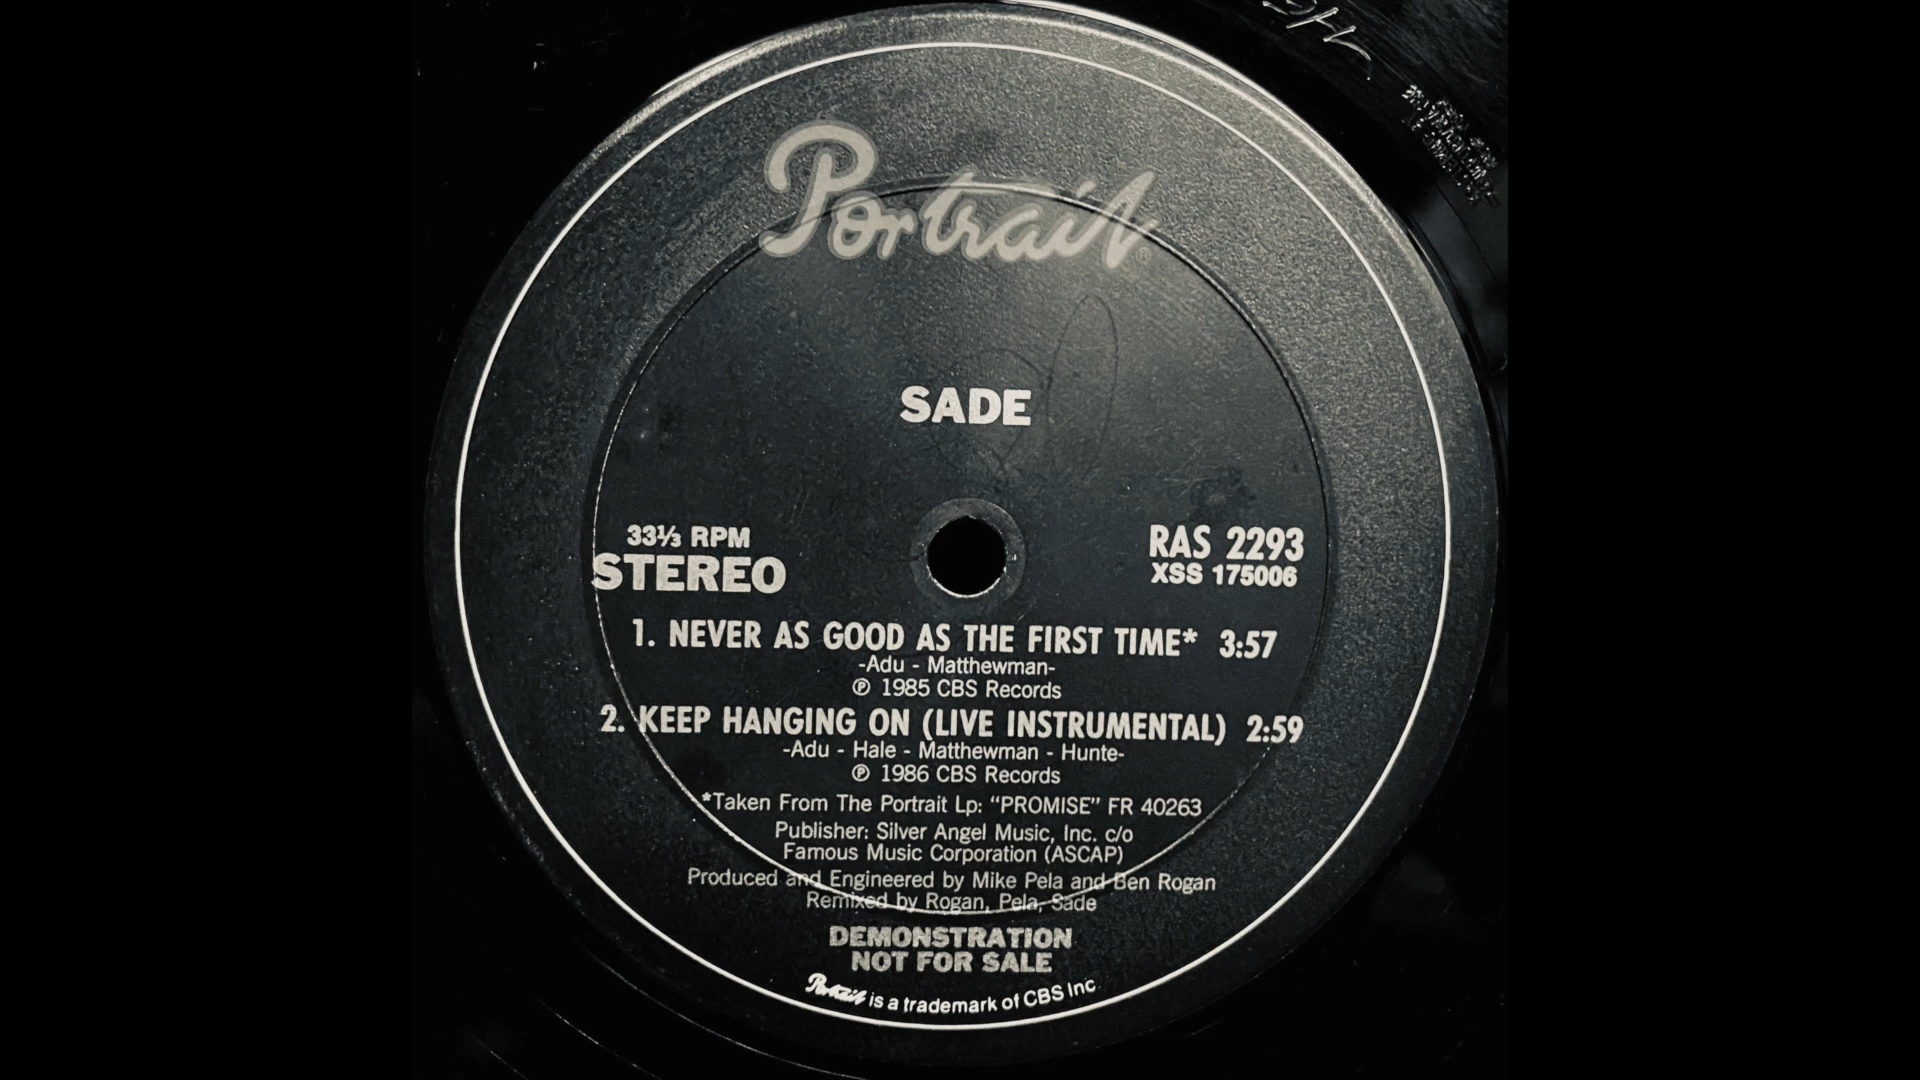 Portrait
SADE
33⅓ RPM
STEREO
RAS 2293
XSS 175006
1. NEVER AS GOOD AS THE FIRST TIME* 3:57
-Adu - Matthewman-
℗ 1985 CBS Records
2. KEEP HANGING ON (LIVE INSTRUMENTAL) 2:59
-Adu - Hale - Matthewman - Hunte-
℗ 1986 CBS Records
*Taken From The Portrait Lp: “PROMISE” FR 40263
Publisher: Silver Angel Music, Inc. c/o
Famous Music Corporation (ASCAP)
Produced and Engineered by Mike Pela and Ben Rogan
Remixed by Rogan, Pela, Sade
DEMONSTRATION
NOT FOR SALE
Portrait is a trademark of CBS Inc.